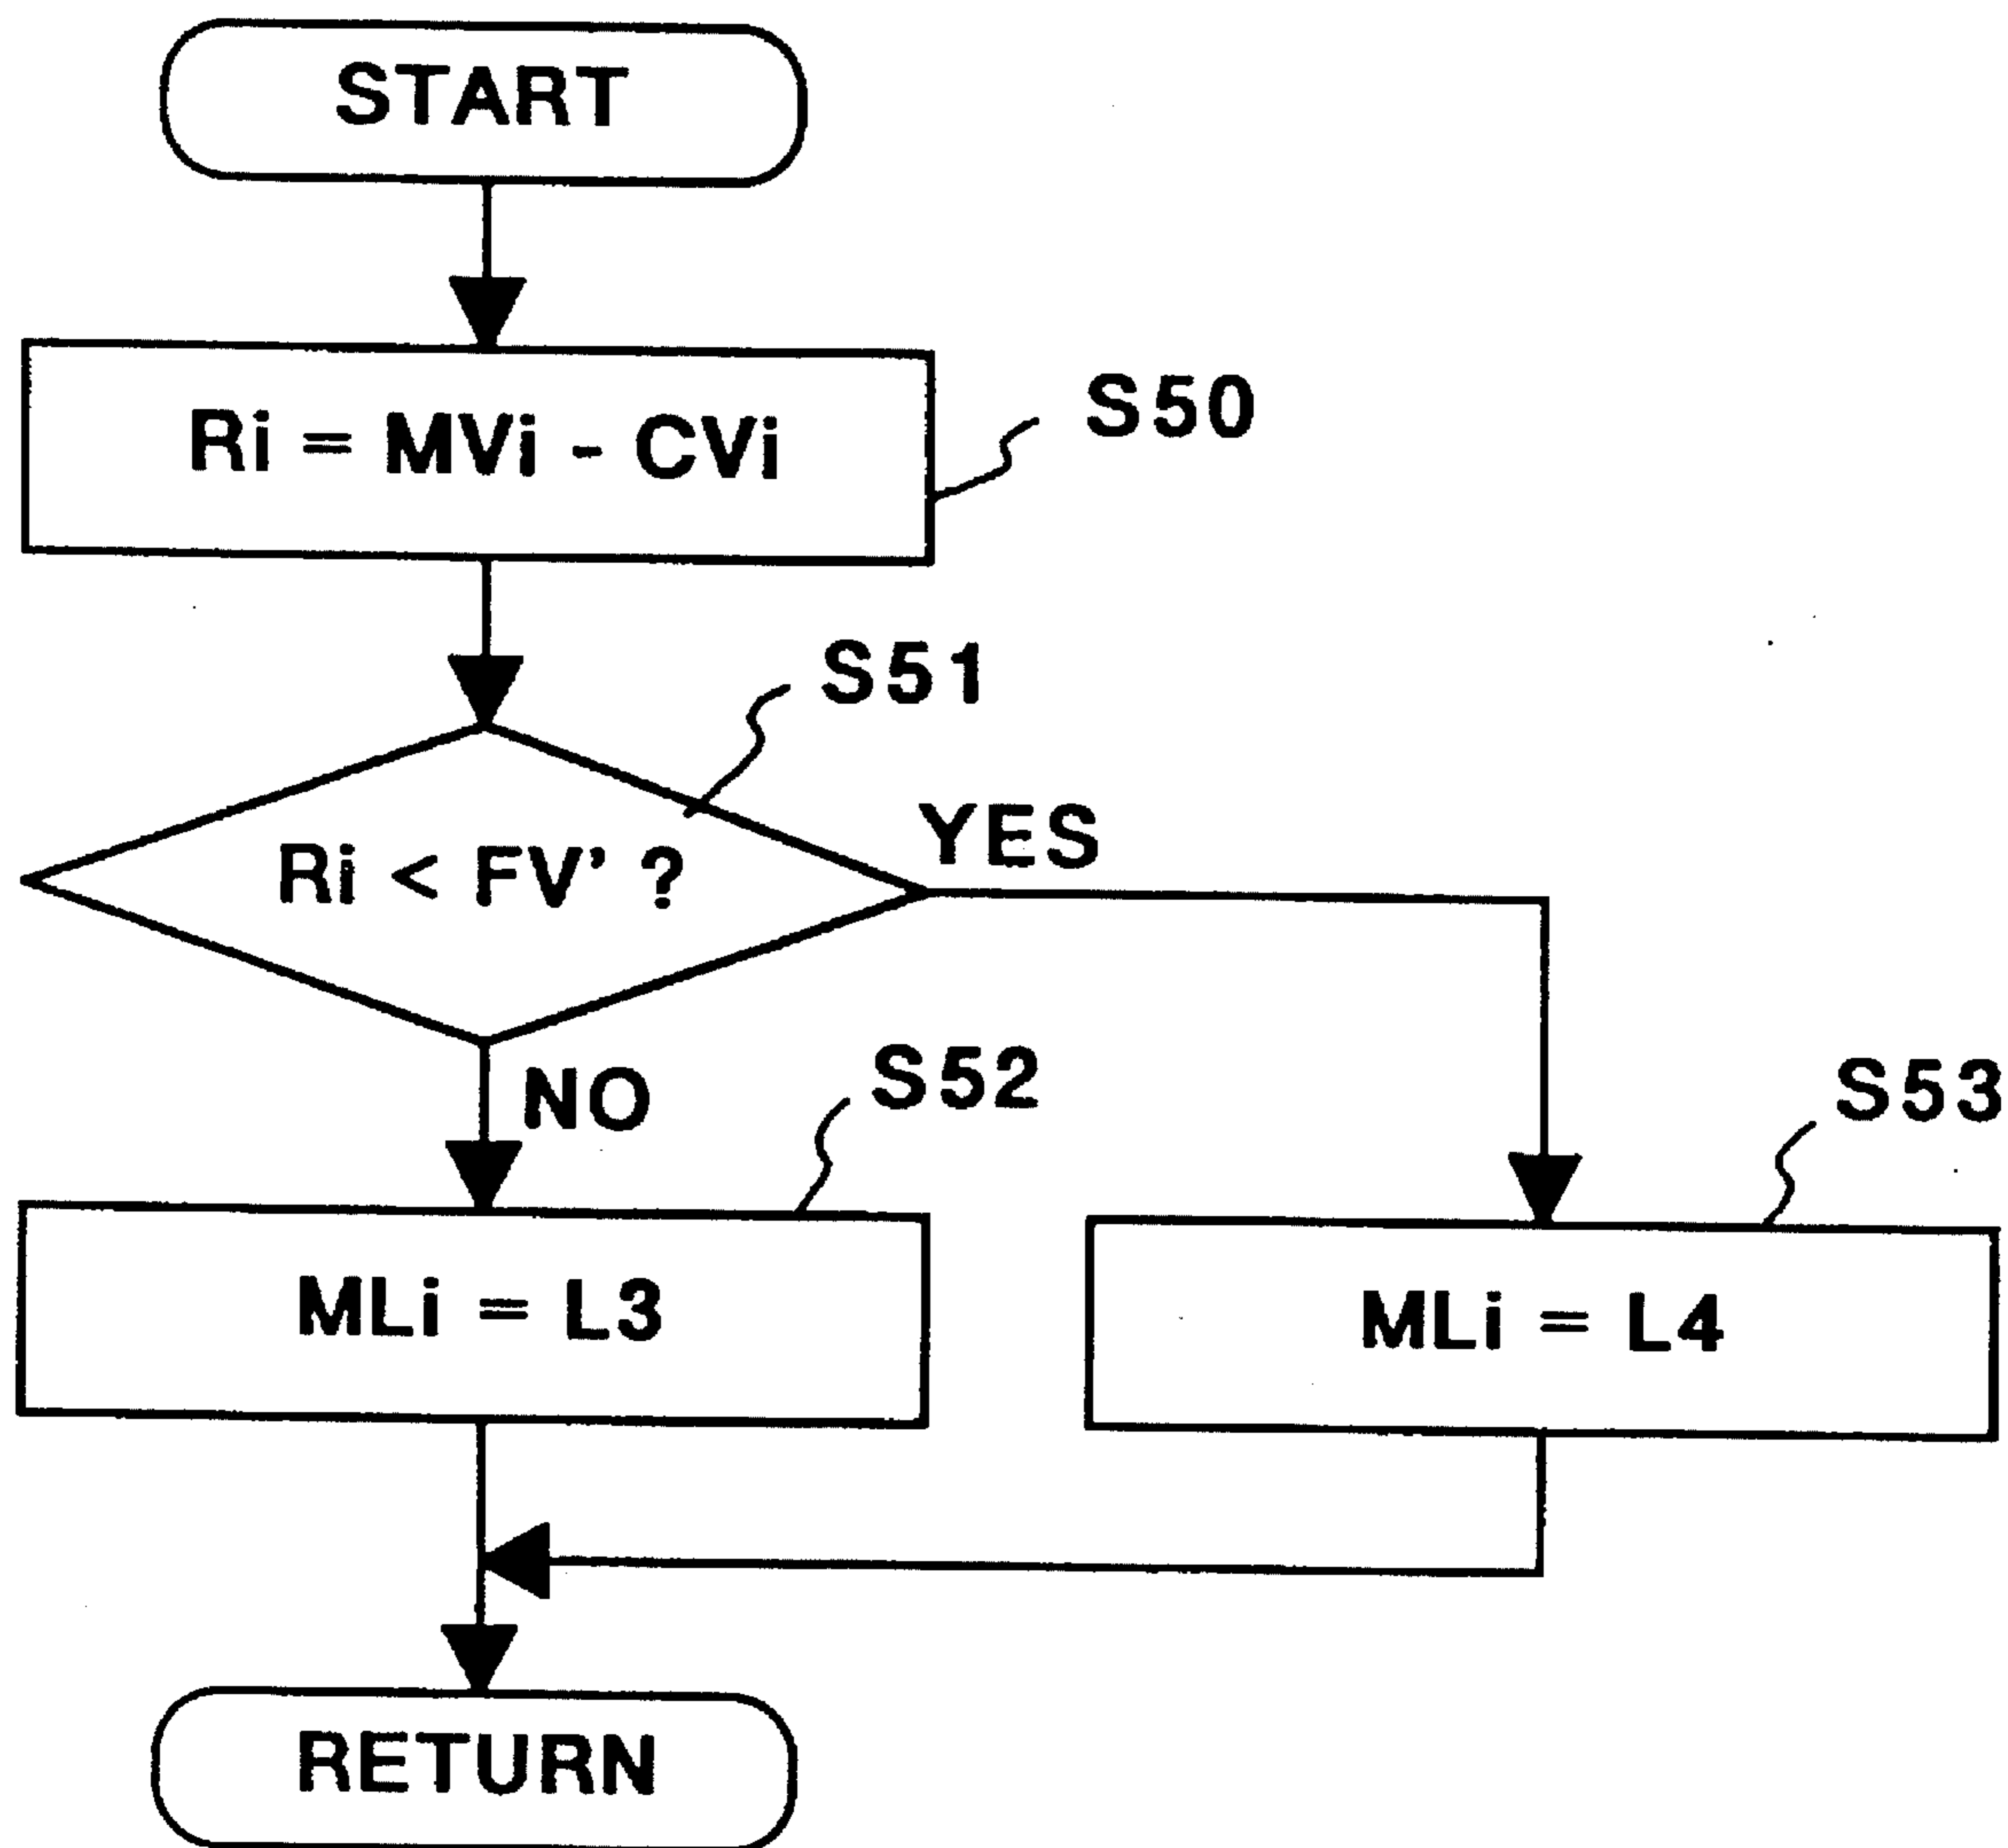 START
Ri = MVi - CVi
S50
S51
Ri < FV' ?
YES
NO
S52
S53
MLi = L3
MLi = L4
RETURN